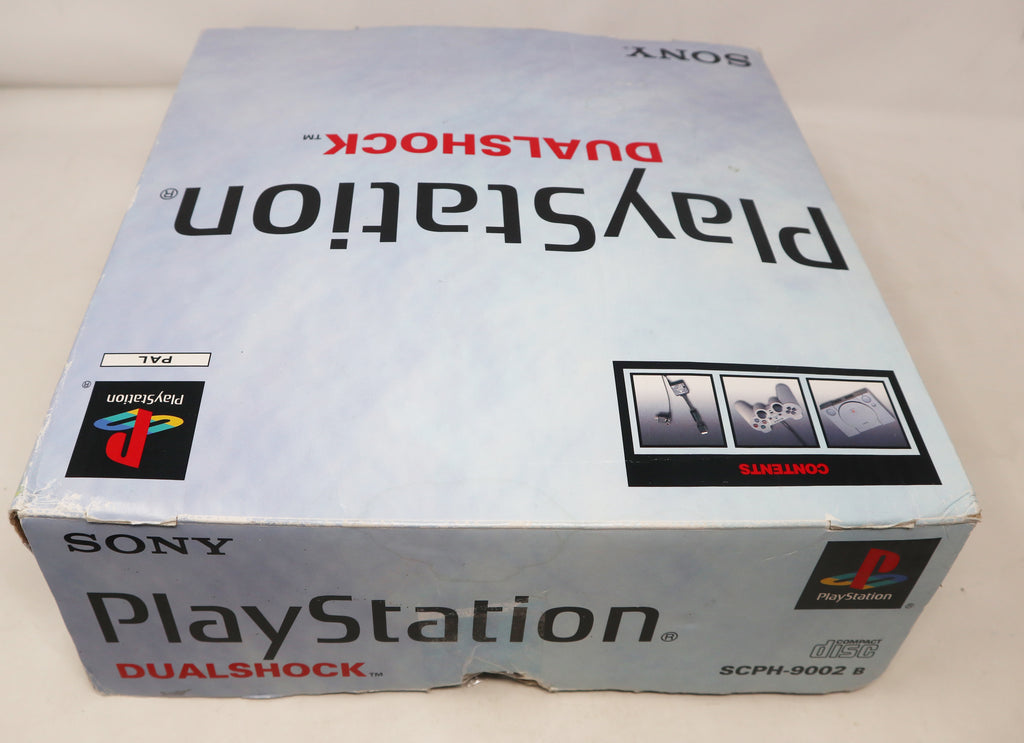 SONY
DUALSHOCK™
PlayStation®
PAL
PlayStation®
CONTENTS
SONY
PlayStation®
DUALSHOCK™
PlayStation®
COMPACT
disc
SCPH-9002 B